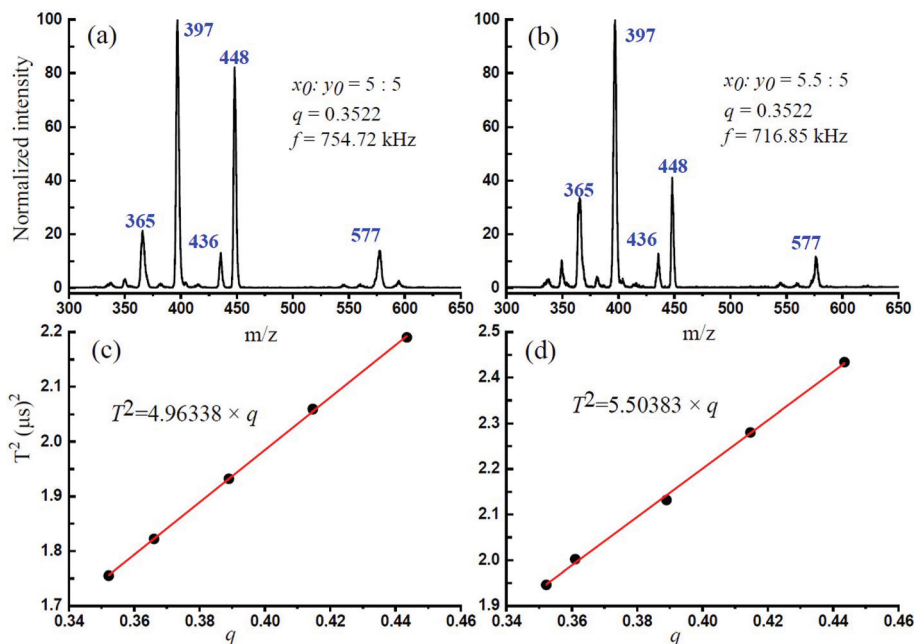 (a)
397
448
x0: y0 = 5 : 5
q = 0.3522
f = 754.72 kHz
365
436
577
Normalized intensity
100
80
60
40
20
0
300 350 400 450 500 550 600 650
m/z
(b)
397
x0: y0 = 5.5 : 5
q = 0.3522
f = 716.85 kHz
448
365
436
577
100
80
60
40
20
0
300 350 400 450 500 550 600 650
m/z
(c)
T²=4.96338 × q
T² (μs)²
2.2
2.1
2.0
1.9
1.8
1.7
0.34 0.36 0.38 0.40 0.42 0.44 0.46
q
(d)
T²=5.50383 × q
2.5
2.4
2.3
2.2
2.1
2.0
1.9
0.34 0.36 0.38 0.40 0.42 0.44 0.46
q